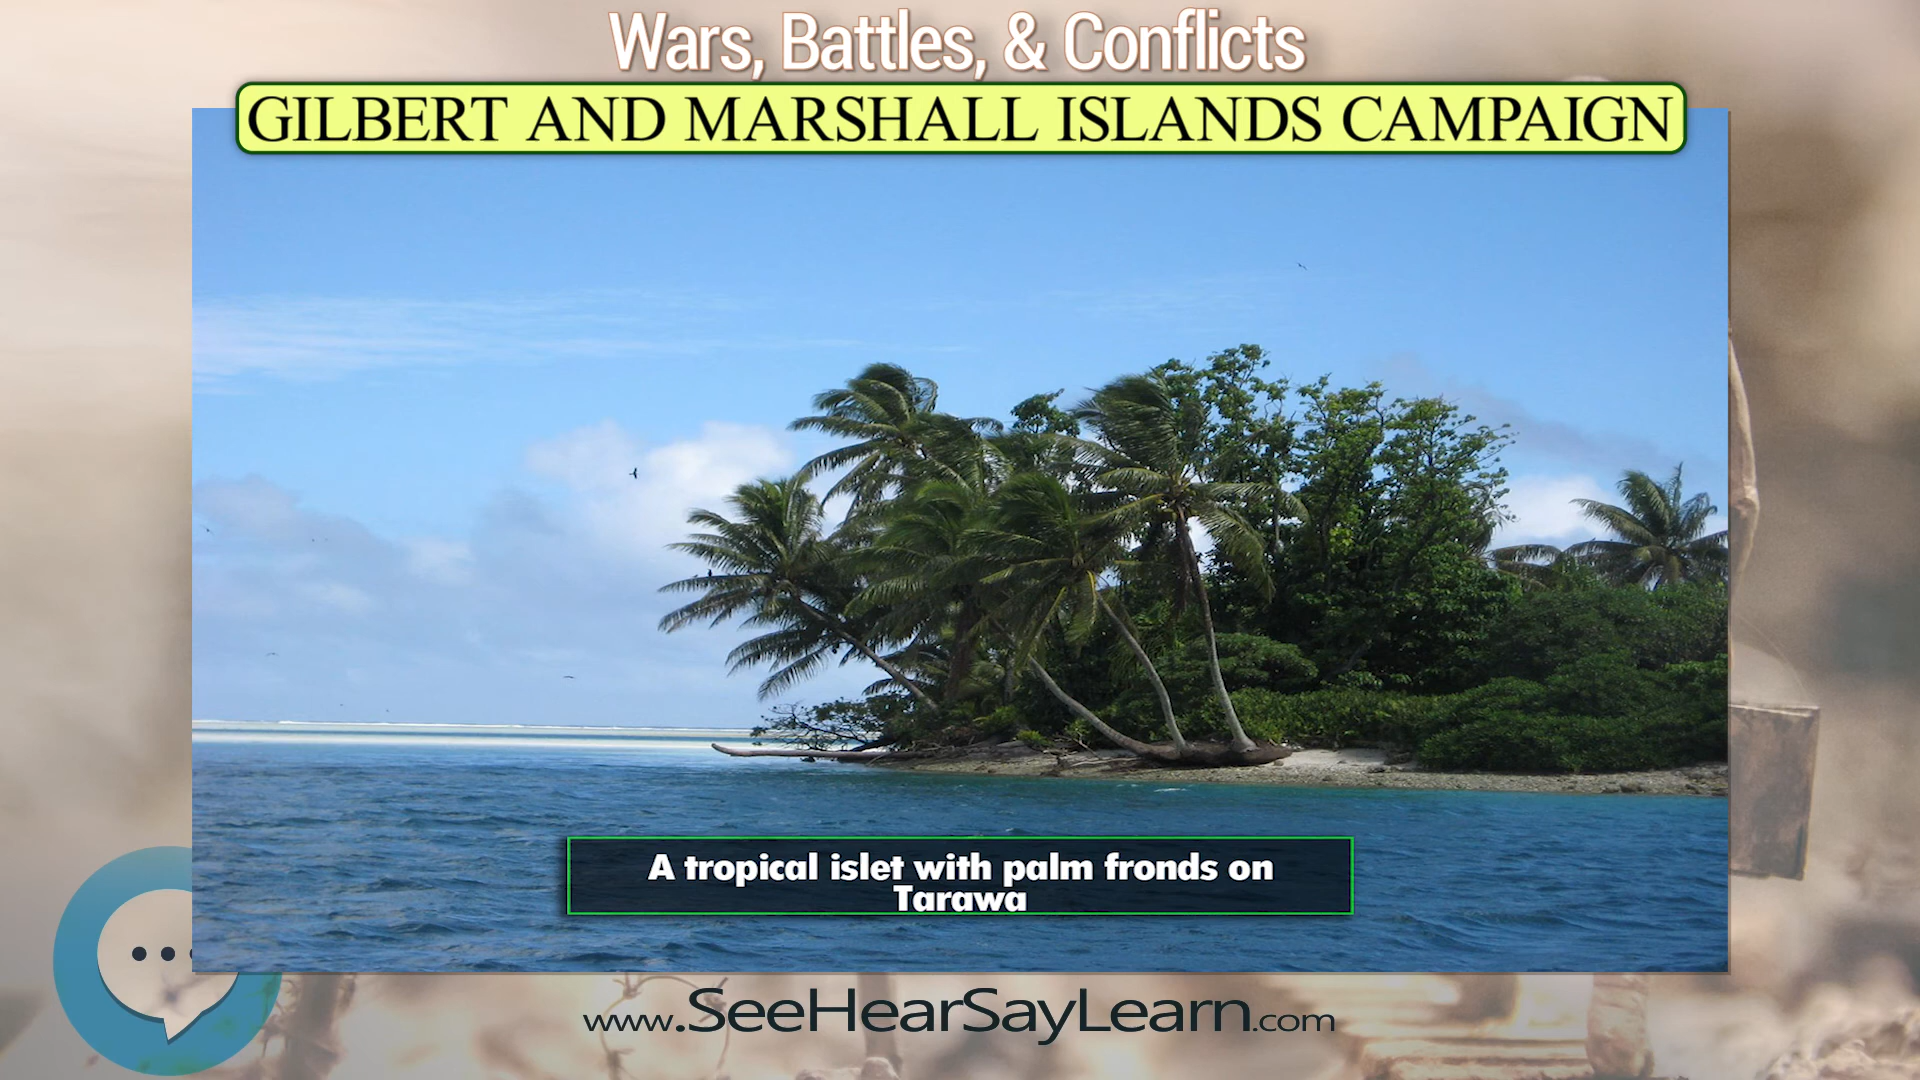 Wars, Battles, & Conflicts
GILBERT AND MARSHALL ISLANDS CAMPAIGN
A tropical islet with palm fronds on
Tarawa
www.SeeHearSayLearn.com